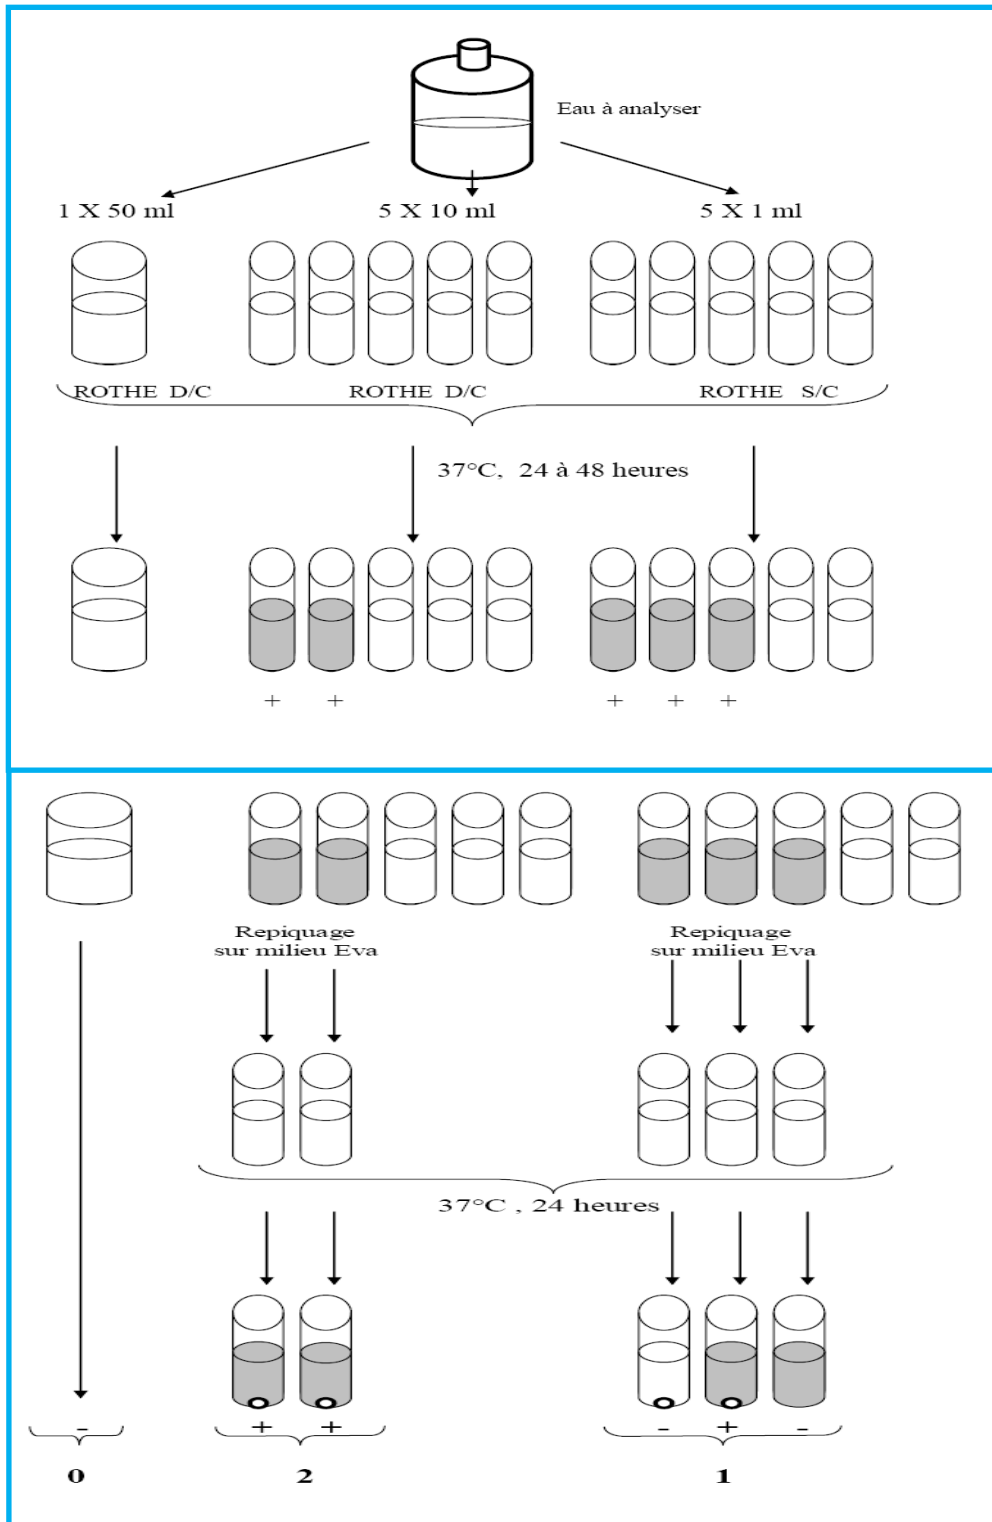 Eau à analyser
1 X 50 ml 5 X 10 ml 5 X 1 ml
ROTHE D/C ROTHE D/C ROTHE S/C
37°C, 24 à 48 heures
+ + + + +
Repiquage Repiquage
sur milieu Eva sur milieu Eva
37°C , 24 heures
- + + - + -
0 2 1